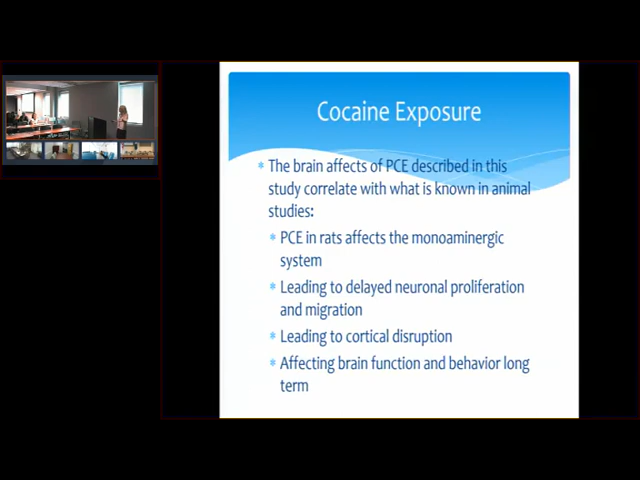 Cocaine Exposure
* The brain affects of PCE described in this
study correlate with what is known in animal
studies:
* PCE in rats affects the monoaminergic
system
* Leading to delayed neuronal proliferation
and migration
* Leading to cortical disruption
* Affecting brain function and behavior long
term